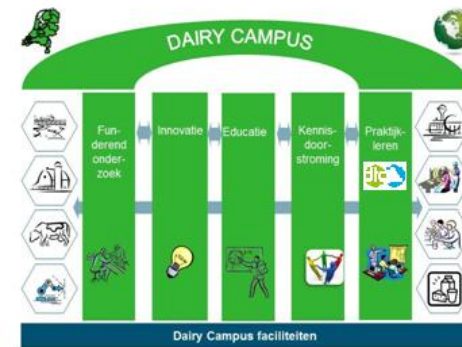 DAIRY CAMPUS
Fun-
derend
onder-
zoek
Innovatie
Educatie
Kennis-
door-
stroming
Praktijk-
leren
Dairy Campus faciliteiten